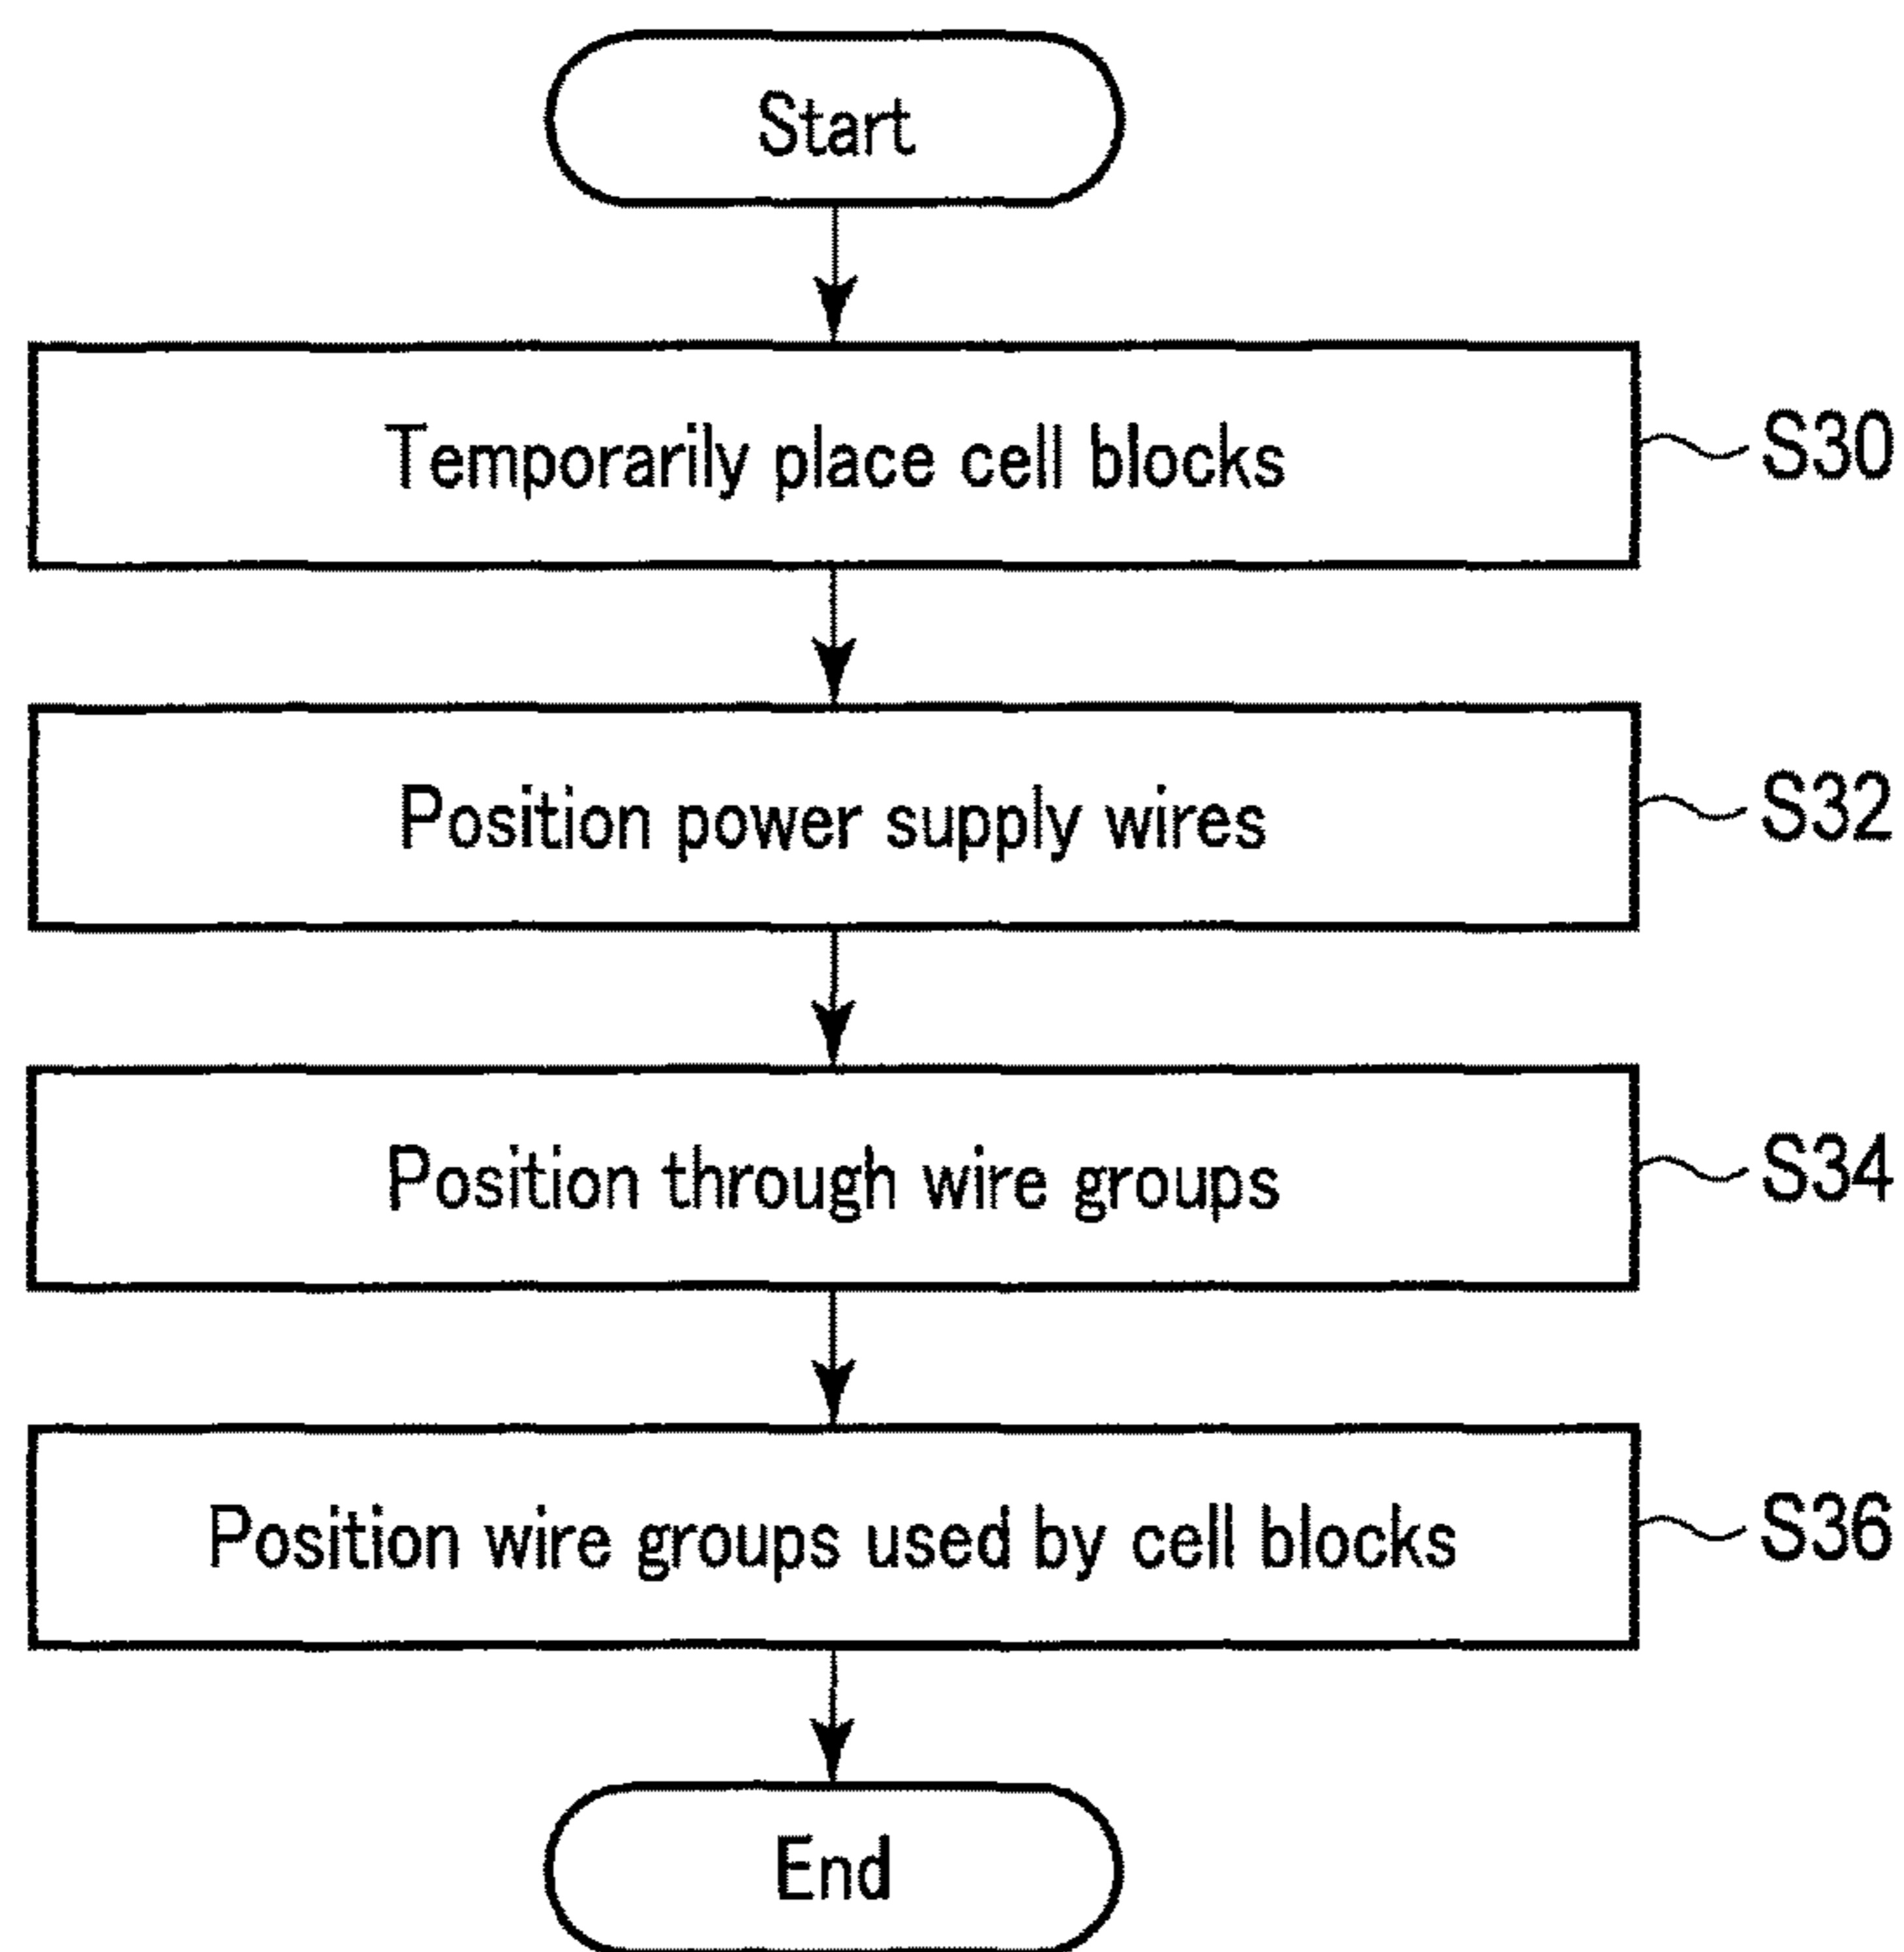 Start
Temporarily place cell blocks
S30
Position power supply wires
S32
Position through wire groups
S34
Position wire groups used by cell blocks
S36
End